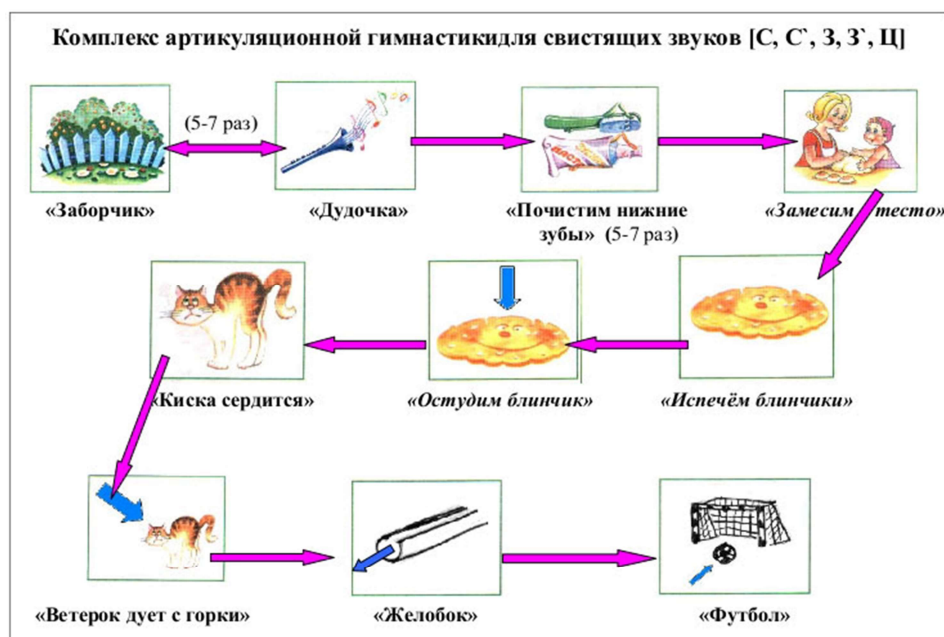 Комплекс артикуляционной гимнастикидля свистящих звуков [С, С`, З, З`, Ц]
(5-7 раз)
«Заборчик»
«Дудочка»
«Почистим нижние
зубы» (5-7 раз)
«Замесим тесто»
«Киска сердится»
«Остудим блинчик»
«Испечём блинчики»
«Ветерок дует с горки»
«Желобок»
«Футбол»